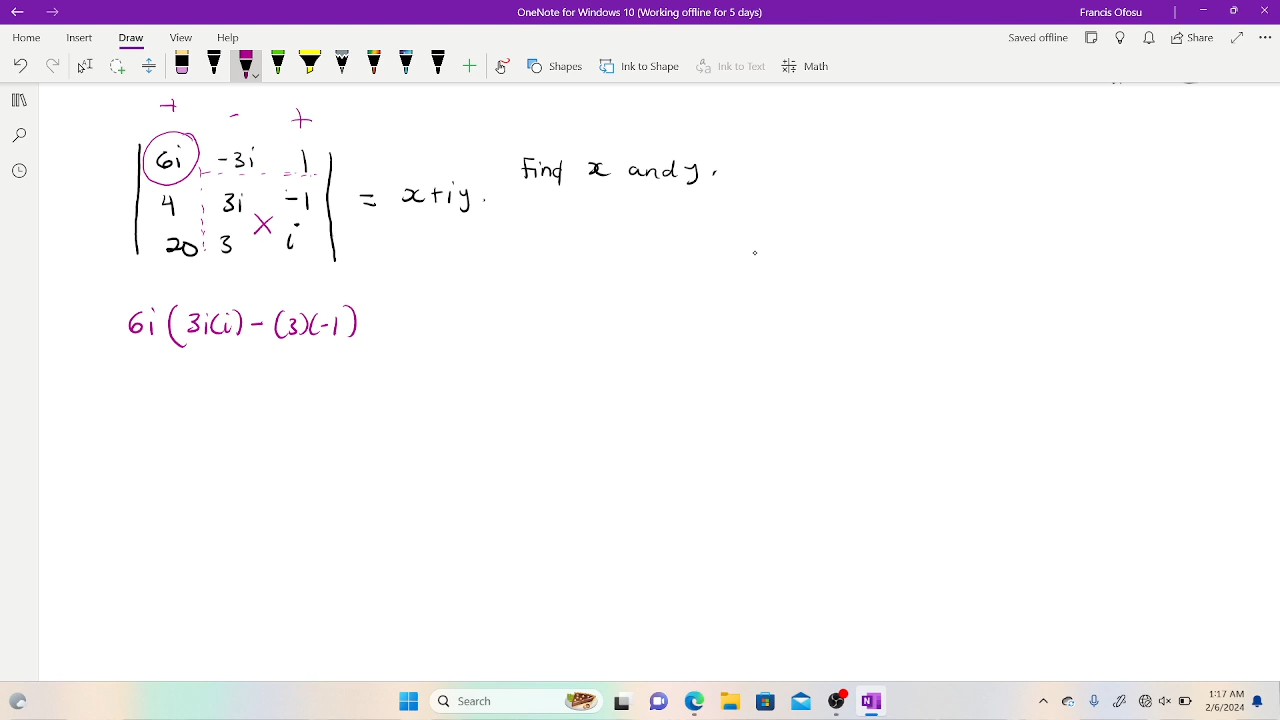 OneNote for Windows 10 (Working offline for 5 days)
Francis Ofosu
Home Insert Draw View Help
Saved offline
Share
Shapes
Ink to Shape
Ink to Text
Math
+ - +
6i -3i 1
4 3i -1
20 3 i
= x+iy.
Find x and y.
6i(3i(i) - (3)(-1)
Search
1:17 AM
2/6/2024